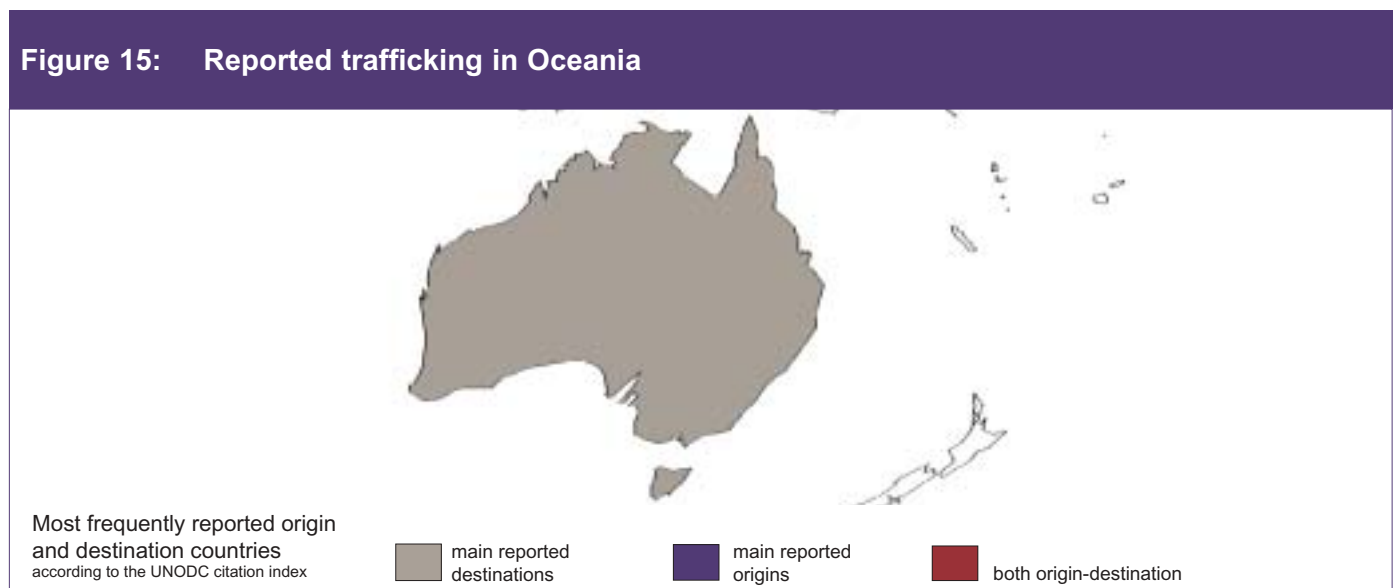 Figure 15: Reported trafficking in Oceania
Most frequently reported origin
and destination countries
according to the UNODC citation index
main reported
destinations
main reported
origins
both origin-destination